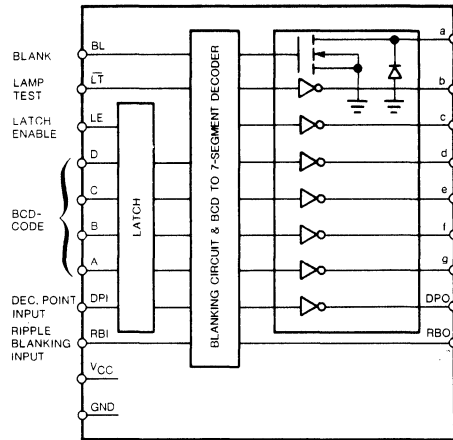 BLANK
BL
LAMP
TEST
L̅T̅
LATCH
ENABLE
LE
BCD-
CODE
D
C
B
A
DEC. POINT
INPUT
DPI
RIPPLE
BLANKING
INPUT
RBI
VCC
GND
LATCH
BLANKING CIRCUIT & BCD TO 7-SEGMENT DECODER
a
b
c
d
e
f
g
DPO
RBO